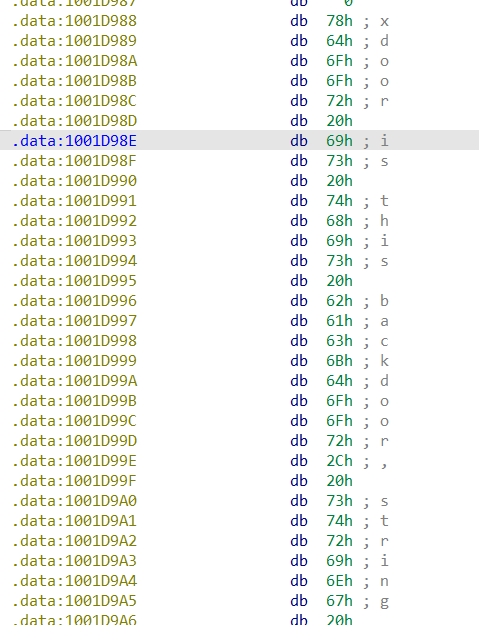 .data:1001D987 db 0
.data:1001D988 db 78h ; x
.data:1001D989 db 64h ; d
.data:1001D98A db 6Fh ; o
.data:1001D98B db 6Fh ; o
.data:1001D98C db 72h ; r
.data:1001D98D db 20h
.data:1001D98E db 69h ; i
.data:1001D98F db 73h ; s
.data:1001D990 db 20h
.data:1001D991 db 74h ; t
.data:1001D992 db 68h ; h
.data:1001D993 db 69h ; i
.data:1001D994 db 73h ; s
.data:1001D995 db 20h
.data:1001D996 db 62h ; b
.data:1001D997 db 61h ; a
.data:1001D998 db 63h ; c
.data:1001D999 db 6Bh ; k
.data:1001D99A db 64h ; d
.data:1001D99B db 6Fh ; o
.data:1001D99C db 6Fh ; o
.data:1001D99D db 72h ; r
.data:1001D99E db 2Ch ; ,
.data:1001D99F db 20h
.data:1001D9A0 db 73h ; s
.data:1001D9A1 db 74h ; t
.data:1001D9A2 db 72h ; r
.data:1001D9A3 db 69h ; i
.data:1001D9A4 db 6Eh ; n
.data:1001D9A5 db 67h ; g
.data:1001D9A6 db 20h